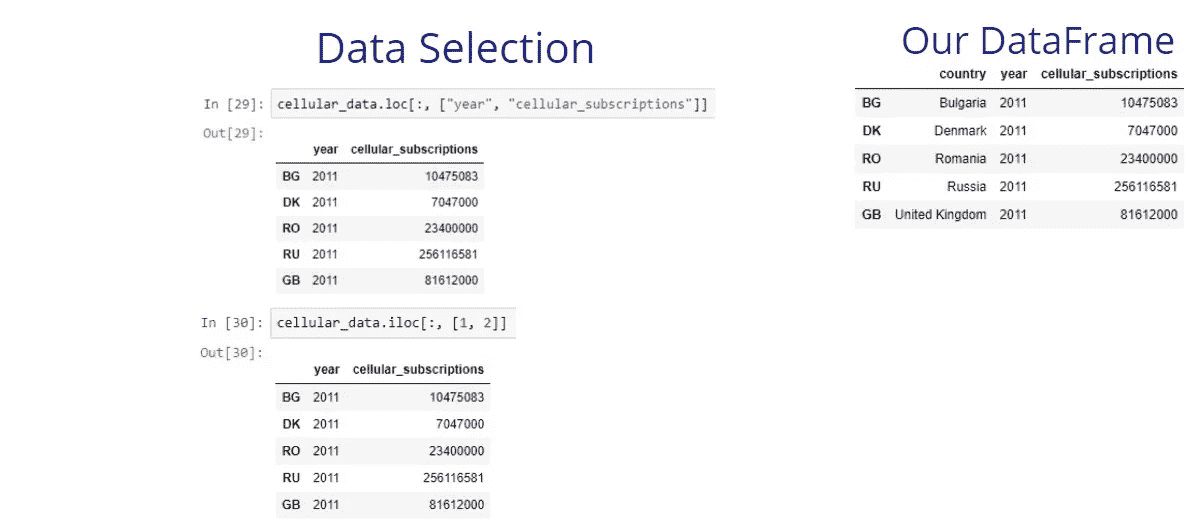 Data Selection
In [29]: cellular_data.loc[:, ["year", "cellular_subscriptions"]]
Out[29]:
year cellular_subscriptions
BG 2011 10475083
DK 2011 7047000
RO 2011 23400000
RU 2011 256116581
GB 2011 81612000
In [30]: cellular_data.iloc[:, [1, 2]]
Out[30]:
year cellular_subscriptions
BG 2011 10475083
DK 2011 7047000
RO 2011 23400000
RU 2011 256116581
GB 2011 81612000
Our DataFrame
country year cellular_subscriptions
BG Bulgaria 2011 10475083
DK Denmark 2011 7047000
RO Romania 2011 23400000
RU Russia 2011 256116581
GB United Kingdom 2011 81612000